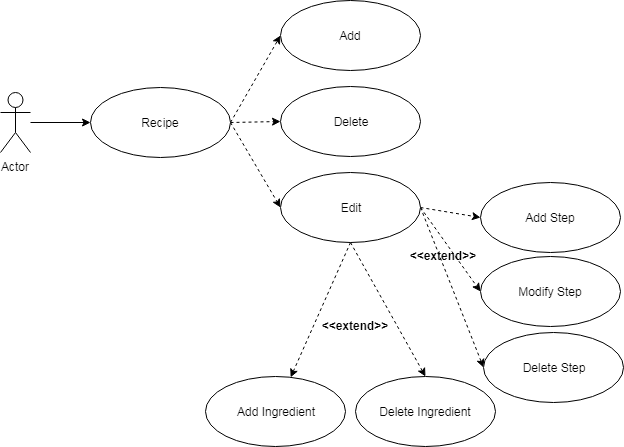 Add
Recipe
Delete
Actor
Edit
Add Step
<<extend>>
Modify Step
<<extend>>
Delete Step
Add Ingredient
Delete Ingredient